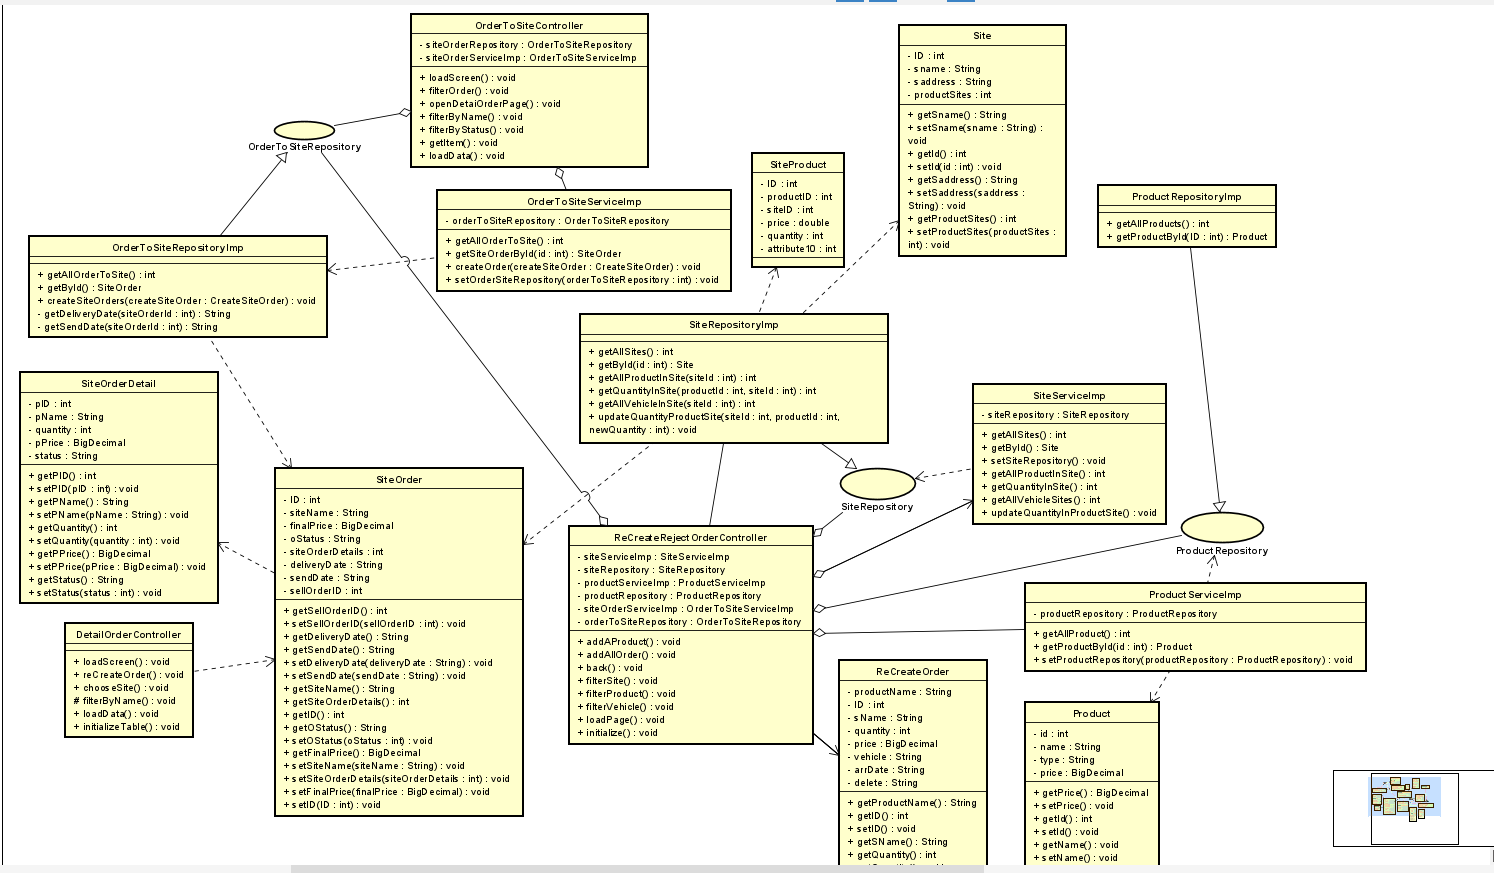 OrderToSiteController
- siteOrderRepository : OrderToSiteRepository
- siteOrderServiceImp : OrderToSiteServiceImp
+ loadScreen() : void
+ filterOrder() : void
+ openDetaiOrderPage() : void
+ filterByName() : void
+ filterByStatus() : void
+ getItem() : void
+ loadData() : void
Site
- ID : int
- sname : String
- saddress : String
- productSites : int
+ getSname() : String
+ setSname(sname : String) :
void
+ getId() : int
+ setId(id : int) : void
+ getSaddress() : String
+ setSaddress(saddress :
String) : void
+ getProductSites() : int
+ setProductSites(productSites :
int) : void
OrderToSiteRepository
SiteProduct
- ID : int
- productID : int
- siteID : int
- price : double
- quantity : int
- attribute10 : int
ProductRepositoryImp
+ getAllProducts() : int
+ getProductById(ID : int) : Product
OrderToSiteServiceImp
- orderToSiteRepository : OrderToSiteRepository
+ getAllOrderToSite() : int
+ getSiteOrderById(id : int) : SiteOrder
+ createOrder(createSiteOrder : CreateSiteOrder) : void
+ setOrderSiteRepository(orderToSiteRepository : int) : void
OrderToSiteRepositoryImp
+ getAllOrderToSite() : int
+ getById() : SiteOrder
+ createSiteOrders(createSiteOrder : CreateSiteOrder) : void
- getDeliveryDate(siteOrderId : int) : String
- getSendDate(siteOrderId : int) : String
SiteRepositoryImp
+ getAllSites() : int
+ getById(id : int) : Site
+ getAllProductInSite(siteId : int) : int
+ getQuantityInSite(productId : int, siteId : int) : int
+ getAllVehicleInSite(siteId : int) : int
+ updateQuantityProductSite(siteId : int, productId : int,
newQuantity : int) : void
SiteOrderDetail
- pID : int
- pName : String
- quantity : int
- pPrice : BigDecimal
- status : String
+ getPID() : int
+ setPID(pID : int) : void
+ getPName() : String
+ setPName(pName : String) : void
+ getQuantity() : int
+ setQuantity(quantity : int) : void
+ getPPrice() : BigDecimal
+ setPPrice(pPrice : BigDecimal) : void
+ getStatus() : String
+ setStatus(status : int) : void
SiteServiceImp
- siteRepository : SiteRepository
+ getAllSites() : int
+ getById() : Site
+ setSiteRepository() : void
+ getAllProductInSite() : int
+ getQuantityInSite() : int
+ getAllVehicleSites() : int
+ updateQuantityInProductSite() : void
SiteOrder
- ID : int
- siteName : String
- finalPrice : BigDecimal
- oStatus : String
- siteOrderDetails : int
- deliveryDate : String
- sendDate : String
- sellOrderID : int
+ getSellOrderID() : int
+ setSellOrderID(sellOrderID : int) : void
+ getDeliveryDate() : String
+ getSendDate() : String
+ setDeliveryDate(deliveryDate : String) : void
+ setSendDate(sendDate : String) : void
+ getSiteName() : String
+ getSiteOrderDetails() : int
+ getID() : int
+ getOStatus() : String
+ setOStatus(oStatus : int) : void
+ getFinalPrice() : BigDecimal
+ setSiteName(siteName : String) : void
+ setSiteOrderDetails(siteOrderDetails : int) : void
+ setFinalPrice(finalPrice : BigDecimal) : void
+ setID(ID : int) : void
SiteRepository
ReCreateRejectOrderController
- siteServiceImp : SiteServiceImp
- siteRepository : SiteRepository
- productServiceImp : ProductServiceImp
- productRepository : ProductRepository
- siteOrderServiceImp : OrderToSiteServiceImp
- orderToSiteRepository : OrderToSiteRepository
+ addAProduct() : void
+ addAllOrder() : void
+ back() : void
+ filterSite() : void
+ filterProduct() : void
+ filterVehicle() : void
+ loadPage() : void
+ initialize() : void
ProductRepository
ProductServiceImp
- productRepository : ProductRepository
+ getAllProduct() : int
+ getProductById(id : int) : Product
+ setProductRepository(productRepository : ProductRepository) : void
DetailOrderController
+ loadScreen() : void
+ reCreateOrder() : void
+ chooseSite() : void
# filterByName() : void
+ loadData() : void
+ initializeTable() : void
ReCreateOrder
- productName : String
- ID : int
- sName : String
- quantity : int
- price : BigDecimal
- vehicle : String
- arrDate : String
- delete : String
+ getProductName() : String
+ getID() : int
+ setID() : void
+ getSName() : String
+ getQuantity() : int
Product
- id : int
- name : String
- type : String
- price : BigDecimal
+ getPrice() : BigDecimal
+ setPrice() : void
+ getId() : int
+ setId() : void
+ getName() : void
+ setName() : void